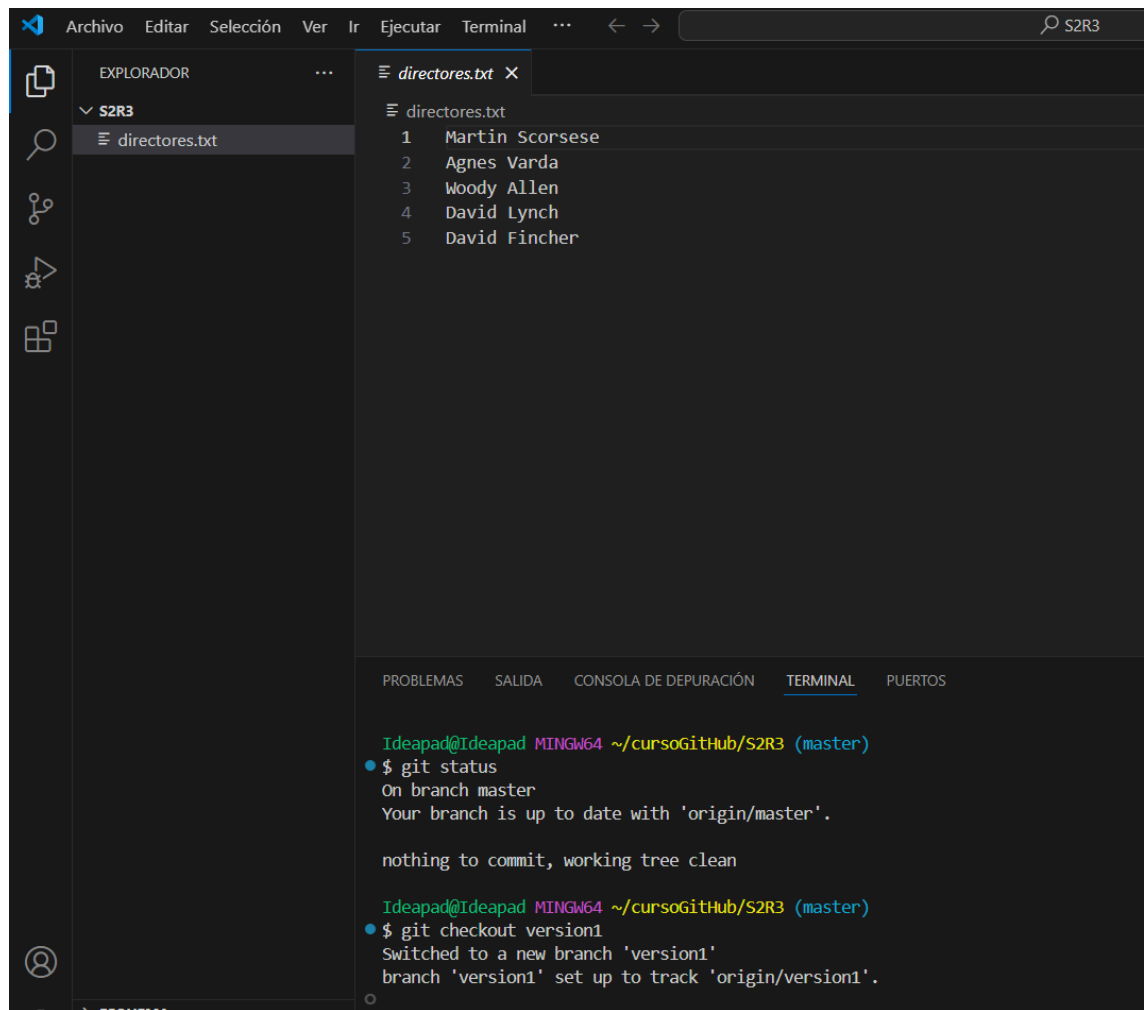 Archivo Editar Selección Ver Ir Ejecutar Terminal ··· S2R3
EXPLORADOR ···
S2R3
directores.txt
directores.txt
directores.txt
1 Martin Scorsese
2 Agnes Varda
3 Woody Allen
4 David Lynch
5 David Fincher
PROBLEMAS SALIDA CONSOLA DE DEPURACIÓN TERMINAL PUERTOS
Ideapad@Ideapad MINGW64 ~/cursoGitHub/S2R3 (master)
$ git status
On branch master
Your branch is up to date with 'origin/master'.
nothing to commit, working tree clean
Ideapad@Ideapad MINGW64 ~/cursoGitHub/S2R3 (master)
$ git checkout version1
Switched to a new branch 'version1'
branch 'version1' set up to track 'origin/version1'.